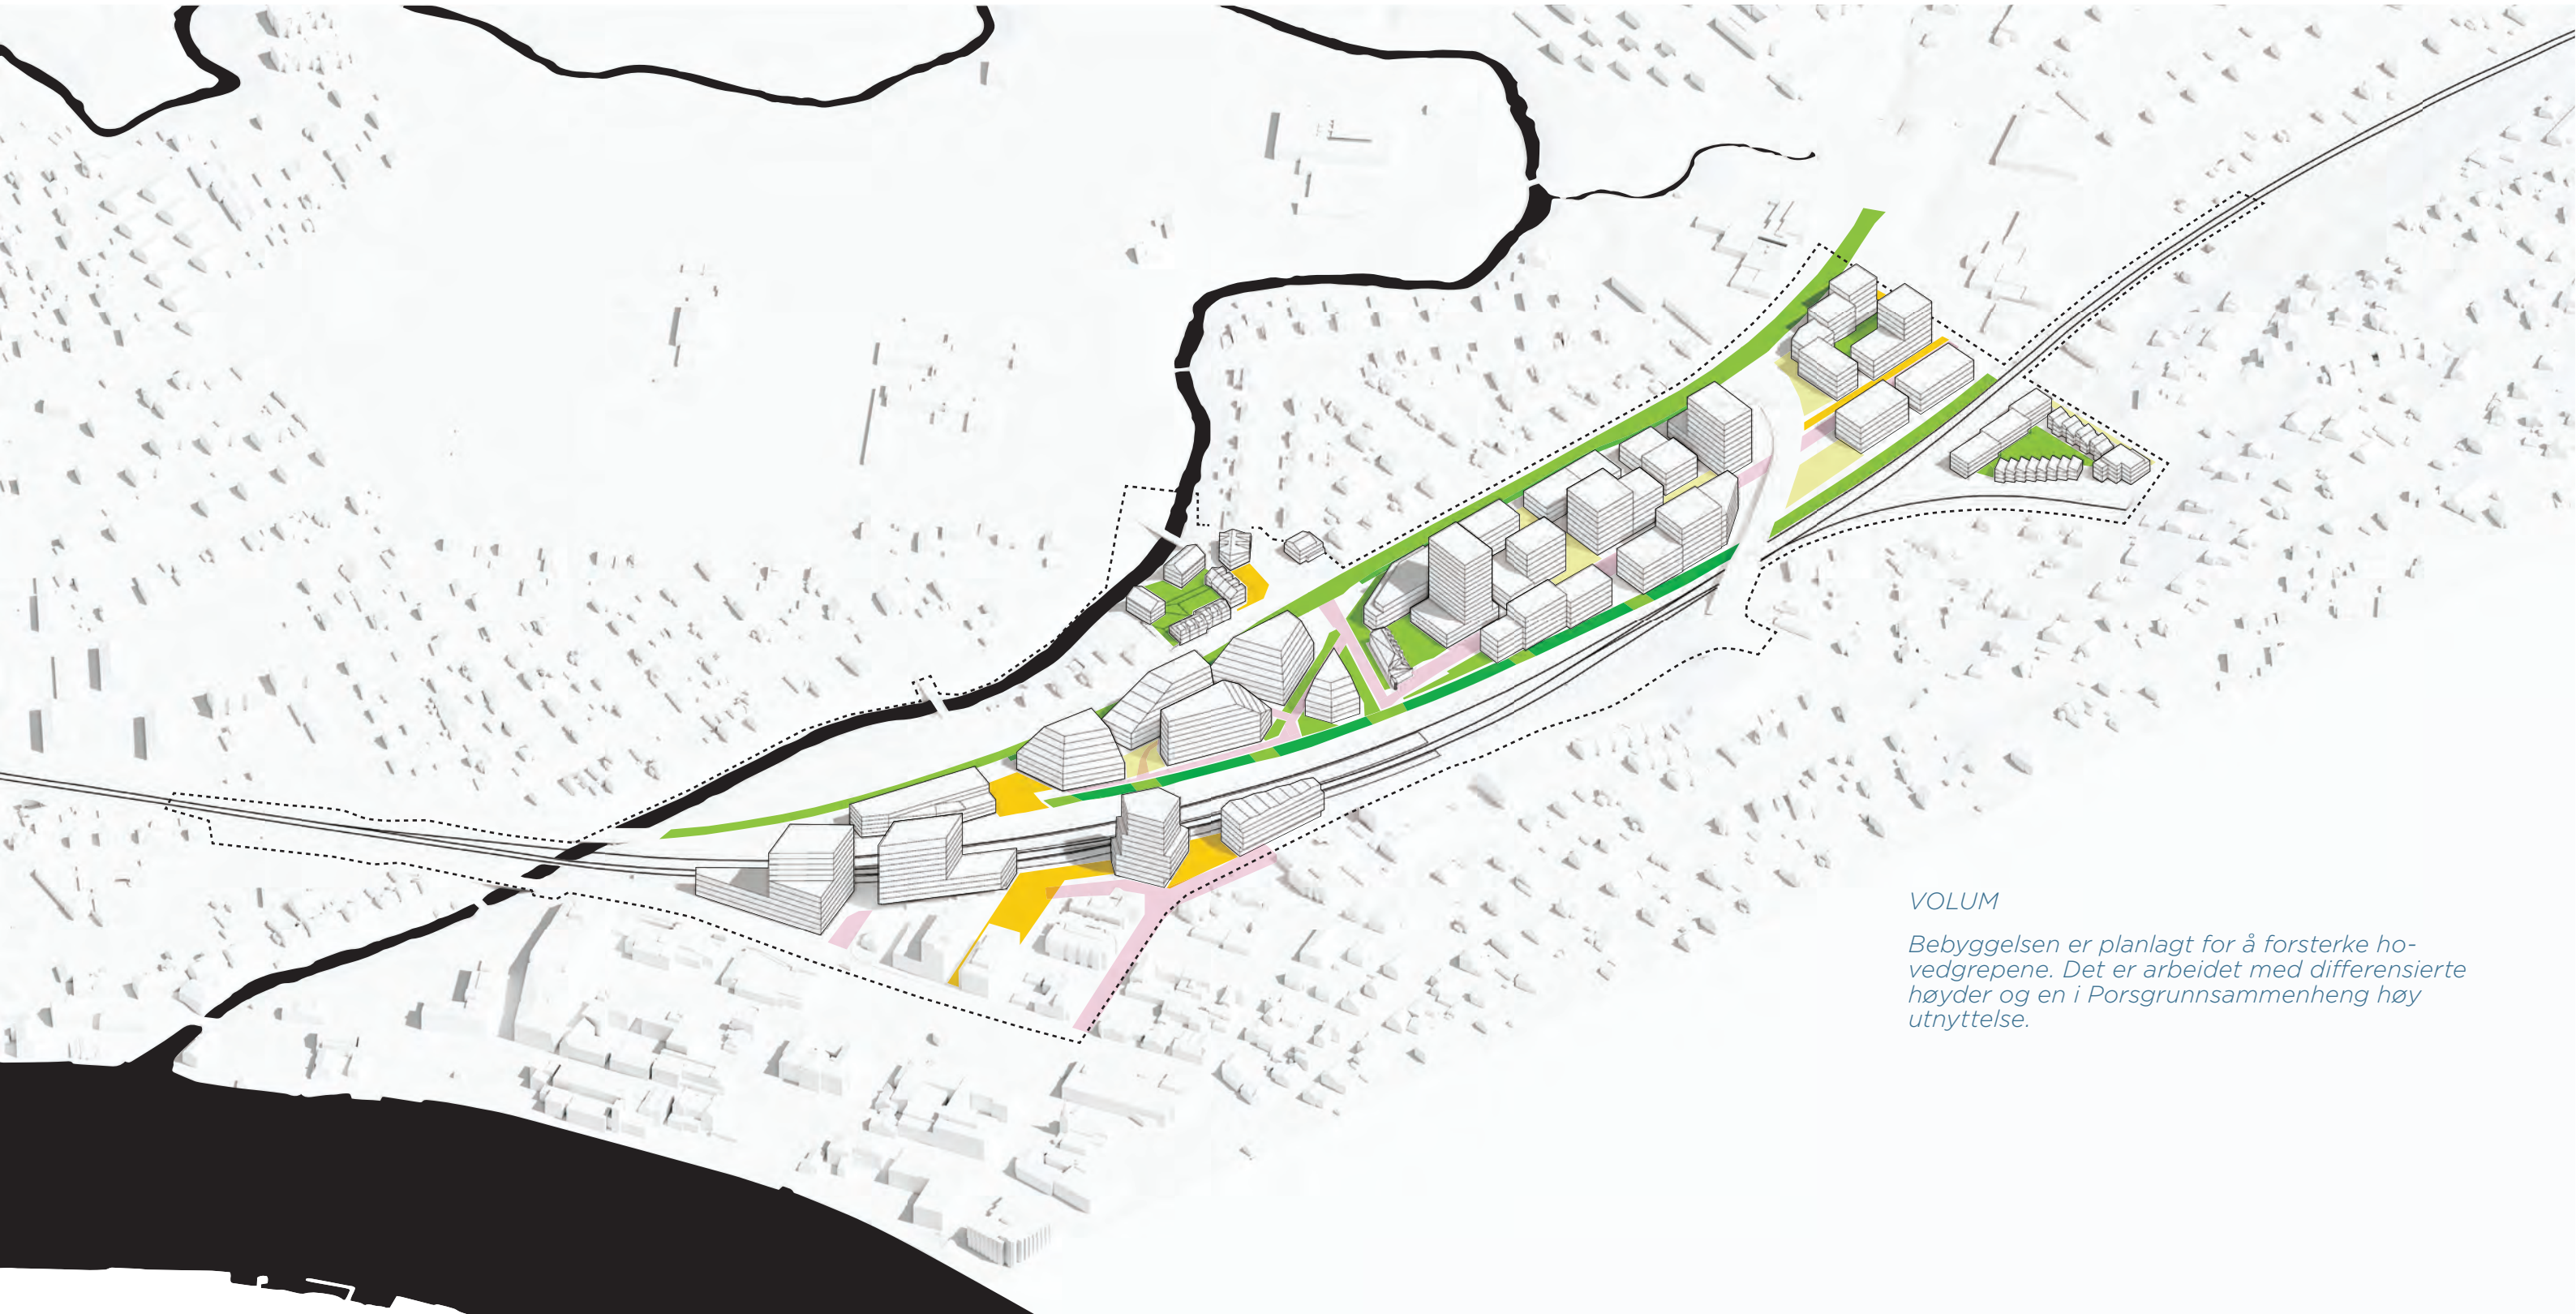 VOLUM
Bebyggelsen er planlagt for å forsterke ho-
vedgrepene. Det er arbeidet med differensierte
høyder og en i Porsgrunnsammenheng høy
utnyttelse.